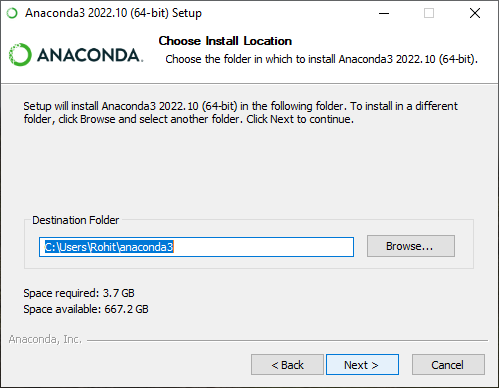 Anaconda3 2022.10 (64-bit) Setup
ANACONDA.
Choose Install Location
Choose the folder in which to install Anaconda3 2022.10 (64-bit).
Setup will install Anaconda3 2022.10 (64-bit) in the following folder. To install in a different
folder, click Browse and select another folder. Click Next to continue.
Destination Folder
C:\Users\Rohit\anaconda3
Browse...
Space required: 3.7 GB
Space available: 667.2 GB
Anaconda, Inc.
< Back
Next >
Cancel